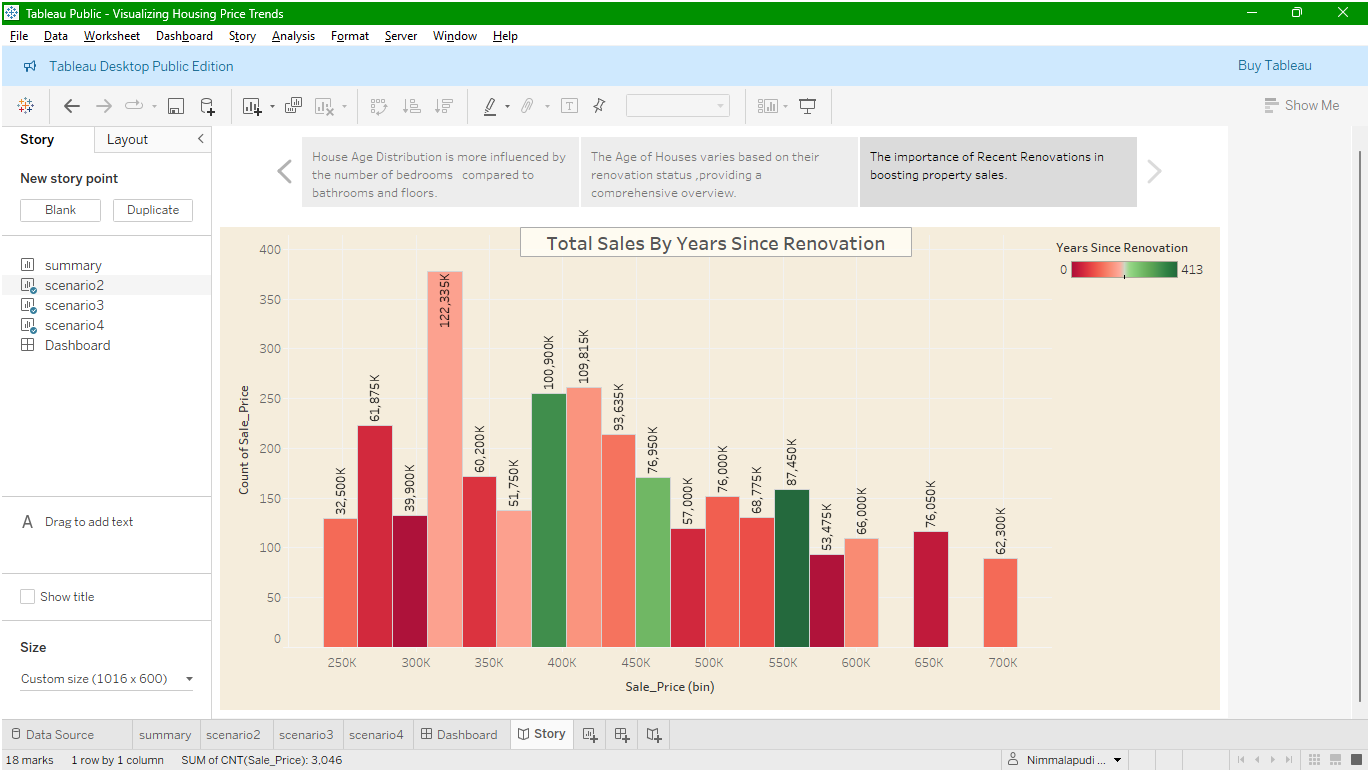 Tableau Public - Visualizing Housing Price Trends
File Data Worksheet Dashboard Story Analysis Format Server Window Help
Tableau Desktop Public Edition
Buy Tableau
Show Me
Story
Layout
New story point
Blank
Duplicate
summary
scenario2
scenario3
scenario4
Dashboard
A Drag to add text
Show title
Size
Custom size (1016 x 600)
House Age Distribution is more influenced by
the number of bedrooms . compared to
bathrooms and floors.
The Age of Houses varies based on their
renovation status ,providing a
comprehensive overview.
The importance of Recent Renovations in
boosting property sales.
Total Sales By Years Since Renovation
Years Since Renovation
0 413
Count of Sale_Price
400
350
300
250
200
150
100
50
0
32,500K
61,875K
39,900K
122,335K
60,200K
51,750K
100,900K
109,815K
93,635K
76,950K
57,000K
76,000K
68,775K
87,450K
53,475K
66,000K
76,050K
62,300K
250K 300K 350K 400K 450K 500K 550K 600K 650K 700K
Sale_Price (bin)
Data Source summary scenario2 scenario3 scenario4 Dashboard Story
18 marks 1 row by 1 column SUM of CNT(Sale_Price): 3,046
Nimmalapudi ...